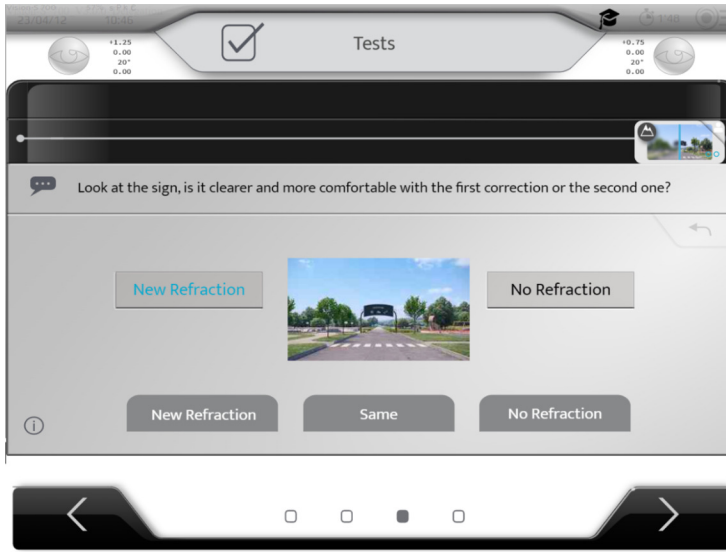 23/04/12 10:46
1:48
Tests
+1.25
0.00
20°
0.00
+0.75
0.00
20°
0.00
Look at the sign, is it clearer and more comfortable with the first correction or the second one?
New Refraction
No Refraction
New Refraction
Same
No Refraction